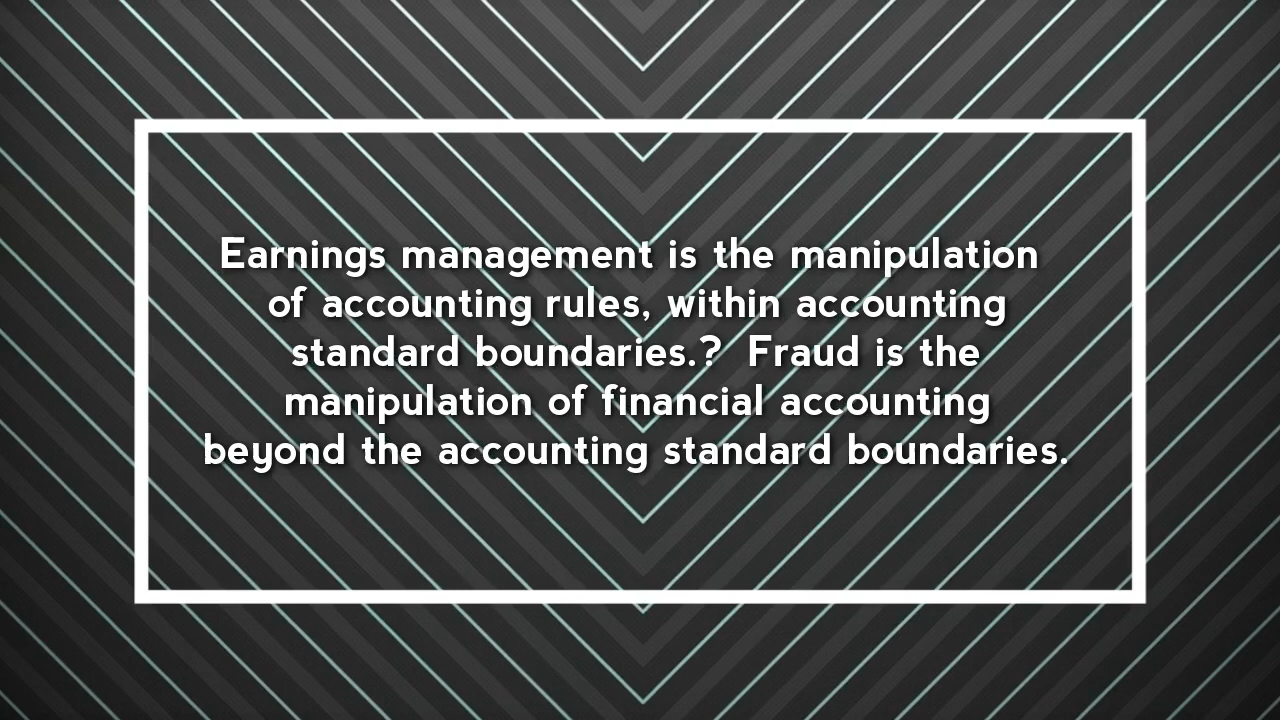 Earnings management is the manipulation
of accounting rules, within accounting
standard boundaries.? Fraud is the
manipulation of financial accounting
beyond the accounting standard boundaries.